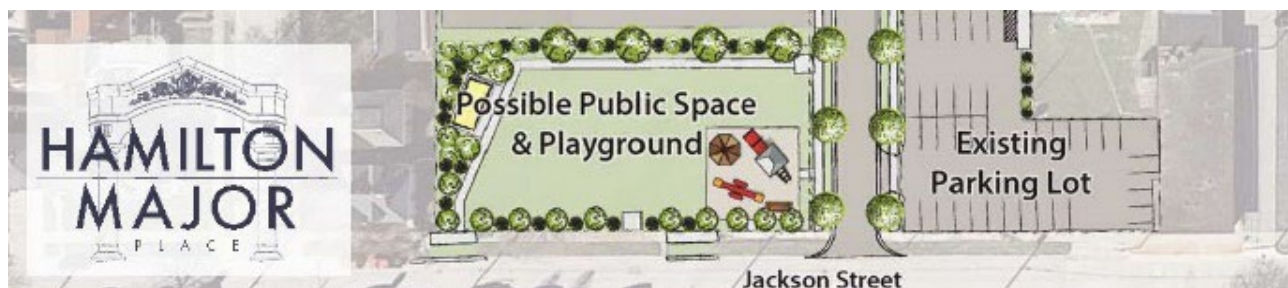 HAMILTON
MAJOR
PLACE
Possible Public Space
& Playground
Existing
Parking Lot
Jackson Street